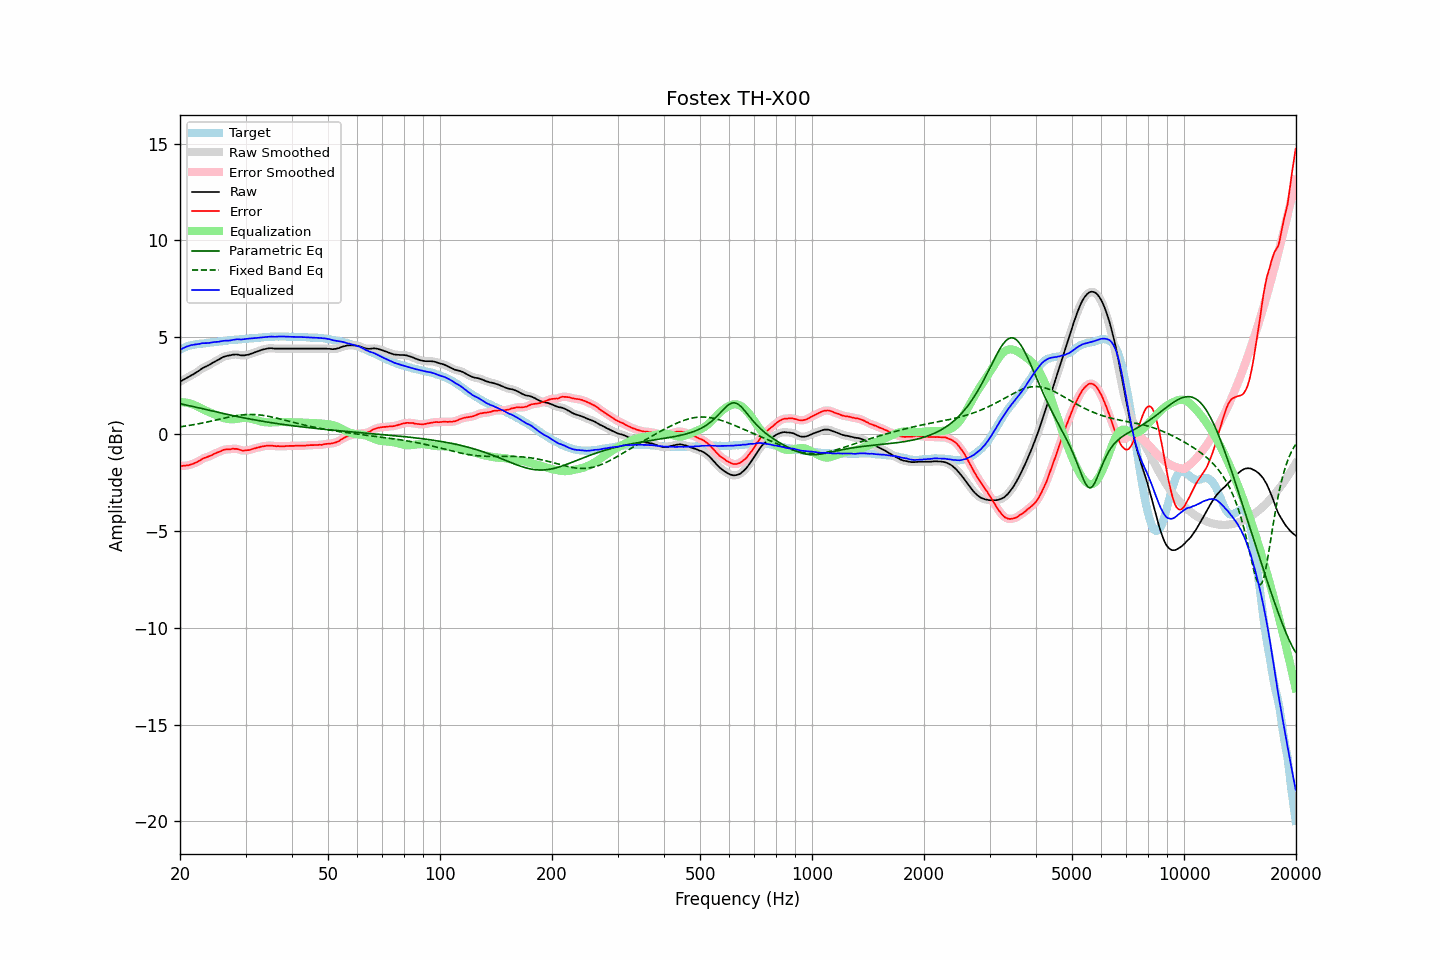 Fostex TH-X00
Target
Raw Smoothed
Error Smoothed
Raw
Error
Equalization
Parametric Eq
Fixed Band Eq
Equalized
Amplitude (dBr)
15
10
5
0
−5
−10
−15
−20
20 50 100 200 500 1000 2000 5000 10000 20000
Frequency (Hz)